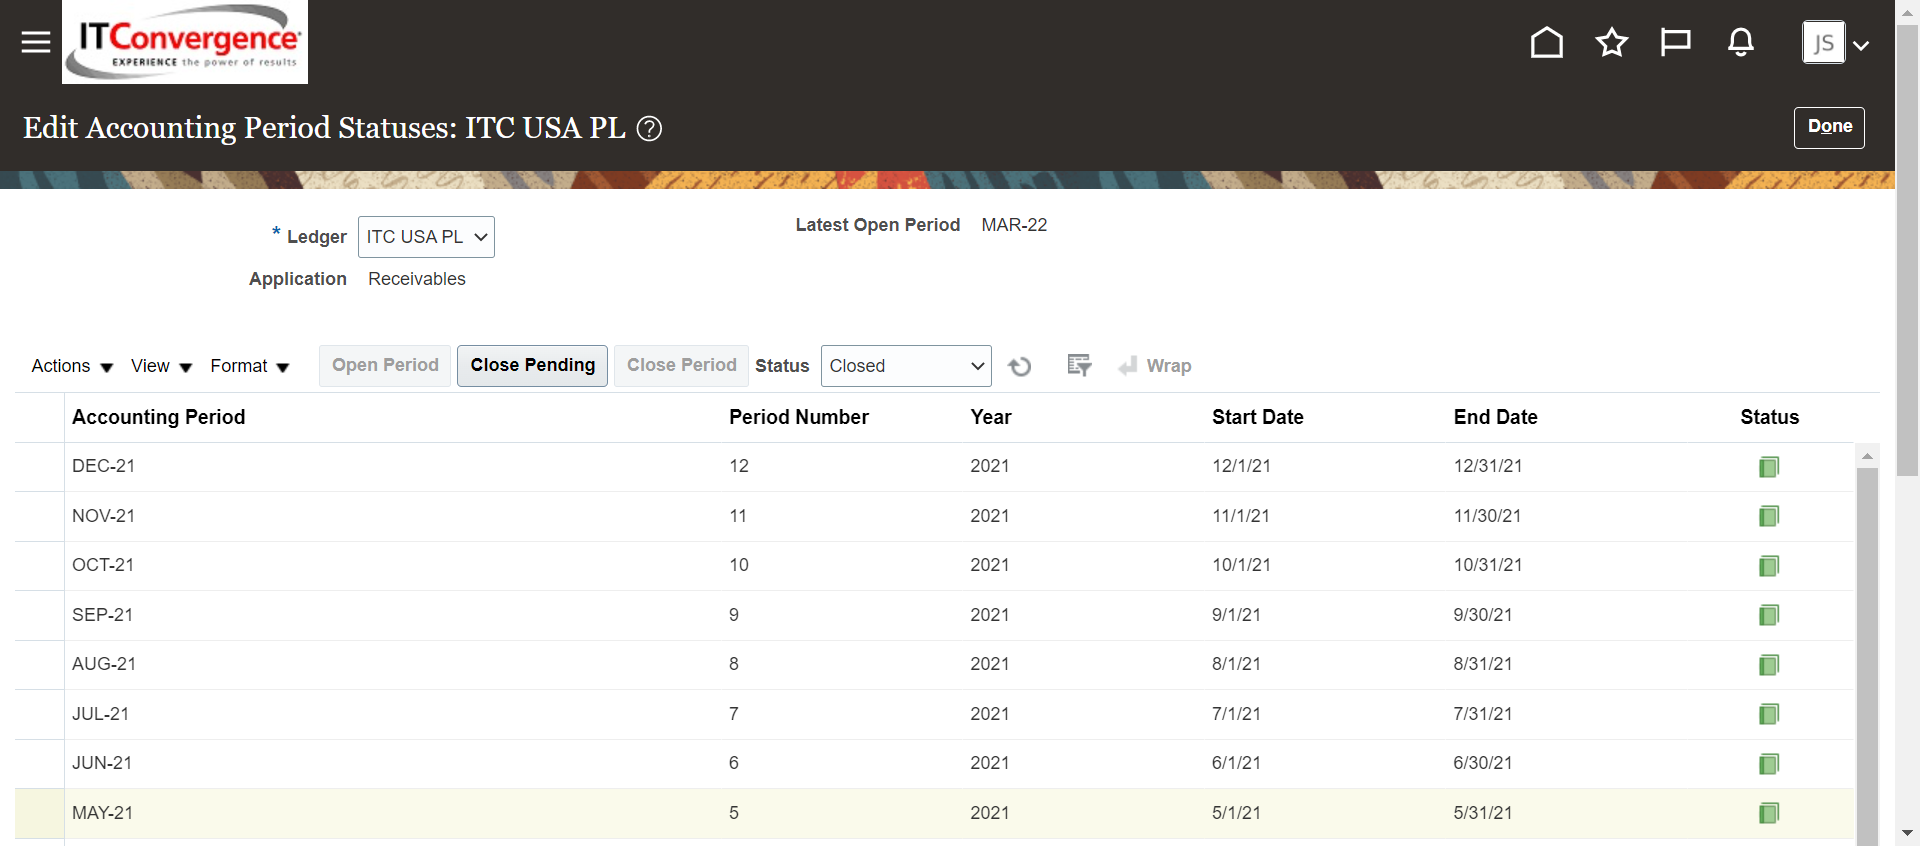 ITConvergence
EXPERIENCE the power of results
JS
Edit Accounting Period Statuses: ITC USA PL ?
Done
* Ledger ITC USA PL
Latest Open Period MAR-22
Application Receivables
Actions View Format Open Period Close Pending Close Period Status Closed Wrap
Accounting Period Period Number Year Start Date End Date Status
DEC-21 12 2021 12/1/21 12/31/21
NOV-21 11 2021 11/1/21 11/30/21
OCT-21 10 2021 10/1/21 10/31/21
SEP-21 9 2021 9/1/21 9/30/21
AUG-21 8 2021 8/1/21 8/31/21
JUL-21 7 2021 7/1/21 7/31/21
JUN-21 6 2021 6/1/21 6/30/21
MAY-21 5 2021 5/1/21 5/31/21